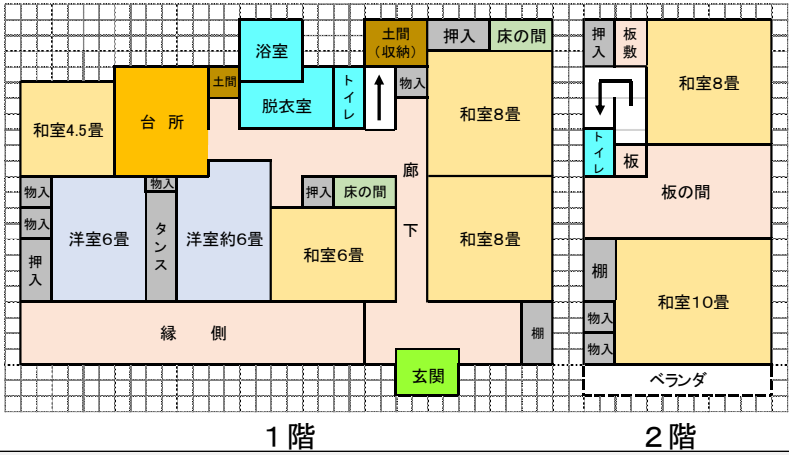 浴室
土間
（収納）
押入
床の間
押入
板敷
土間
脱衣室
トイレ
物入
和室4.5畳
台所
和室8畳
和室8畳
トイレ
板
物入
物入
押入
洋室6畳
物入
タンス
洋室約6畳
押入
床の間
和室6畳
廊下
和室8畳
板の間
棚
物入
物入
和室10畳
縁側
棚
玄関
ベランダ
1階
2階